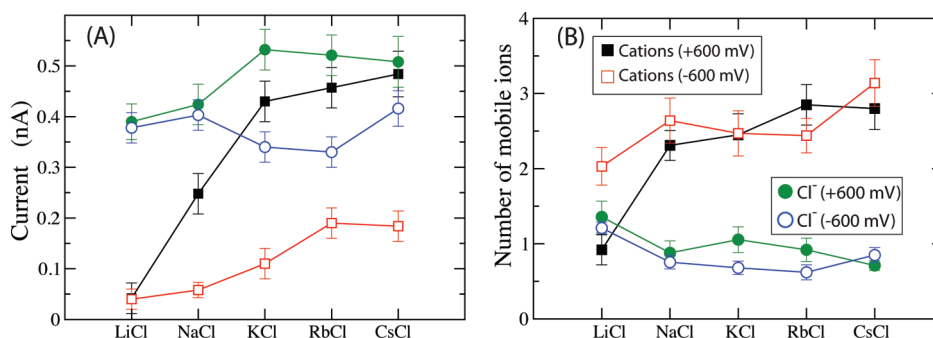 (A)
Current (nA)
0.5
0.4
0.3
0.2
0.1
0
LiCl NaCl KCl RbCl CsCl
(B)
Number of mobile ions
4
3
2
1
0
LiCl NaCl KCl RbCl CsCl
Cations (+600 mV)
Cations (-600 mV)
Cl⁻ (+600 mV)
Cl⁻ (-600 mV)